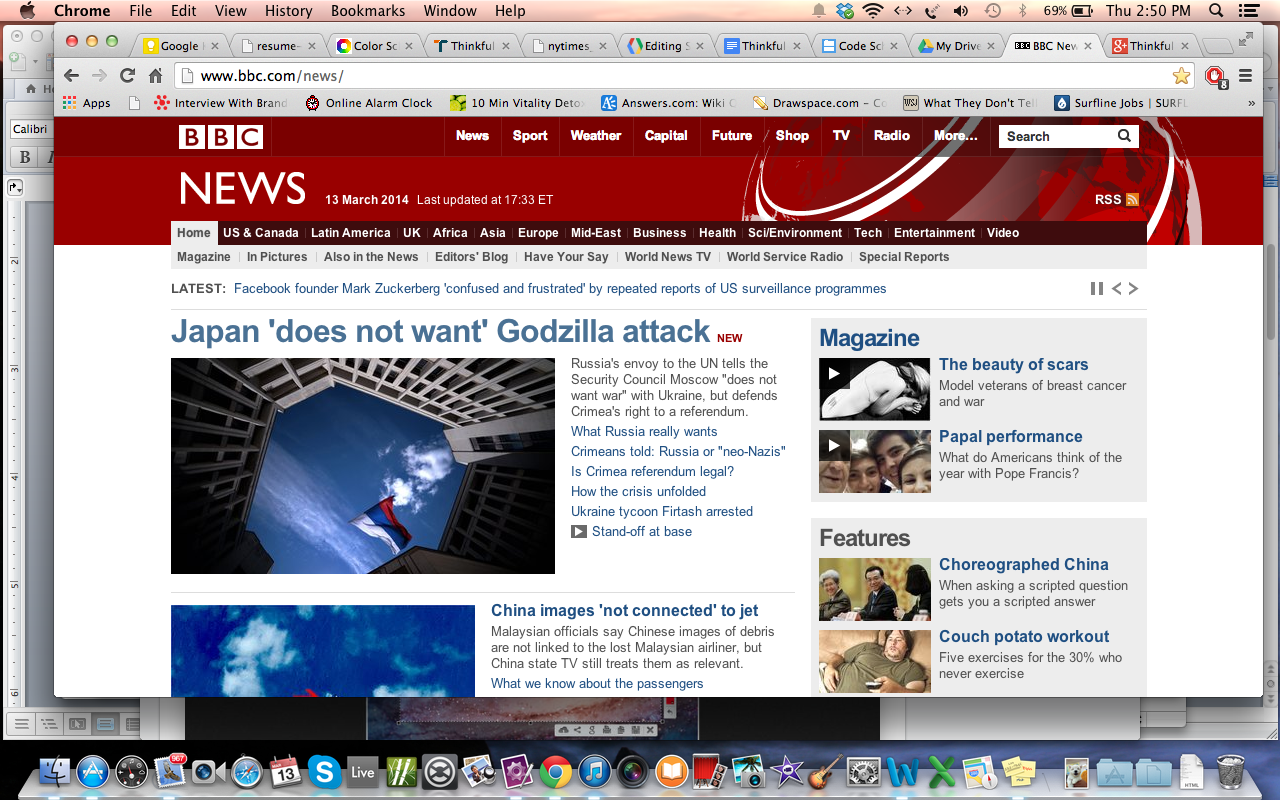 Chrome File Edit View History Bookmarks Window Help 69% Thu 2:50 PM
Google resume- Color Sc Thinkful nytimes_ Editing S Thinkful Code Sci My Drive BBC New Thinkful
www.bbc.com/news/ 8
Apps Interview With Brand Online Alarm Clock 10 Min Vitality Detox Answers.com: Wiki Drawspace.com - Co WSJ What They Don't Tell Surfline Jobs | SURFL »
Calibri
B I
BBC News Sport Weather Capital Future Shop TV Radio More... Search
NEWS 13 March 2014 Last updated at 17:33 ET RSS
Home US & Canada Latin America UK Africa Asia Europe Mid-East Business Health Sci/Environment Tech Entertainment Video
Magazine In Pictures Also in the News Editors' Blog Have Your Say World News TV World Service Radio Special Reports
LATEST: Facebook founder Mark Zuckerberg 'confused and frustrated' by repeated reports of US surveillance programmes
Japan 'does not want' Godzilla attack NEW
Russia's envoy to the UN tells the
Security Council Moscow "does not
want war" with Ukraine, but defends
Crimea's right to a referendum.
What Russia really wants
Crimeans told: Russia or "neo-Nazis"
Is Crimea referendum legal?
How the crisis unfolded
Ukraine tycoon Firtash arrested
Stand-off at base
China images 'not connected' to jet
Malaysian officials say Chinese images of debris
are not linked to the lost Malaysian airliner, but
China state TV still treats them as relevant.
What we know about the passengers
Magazine
The beauty of scars
Model veterans of breast cancer
and war
Papal performance
What do Americans think of the
year with Pope Francis?
Features
Choreographed China
When asking a scripted question
gets you a scripted answer
Couch potato workout
Five exercises for the 30% who
never exercise
2
3
4
5
6
967 MAR 13 Live HTML